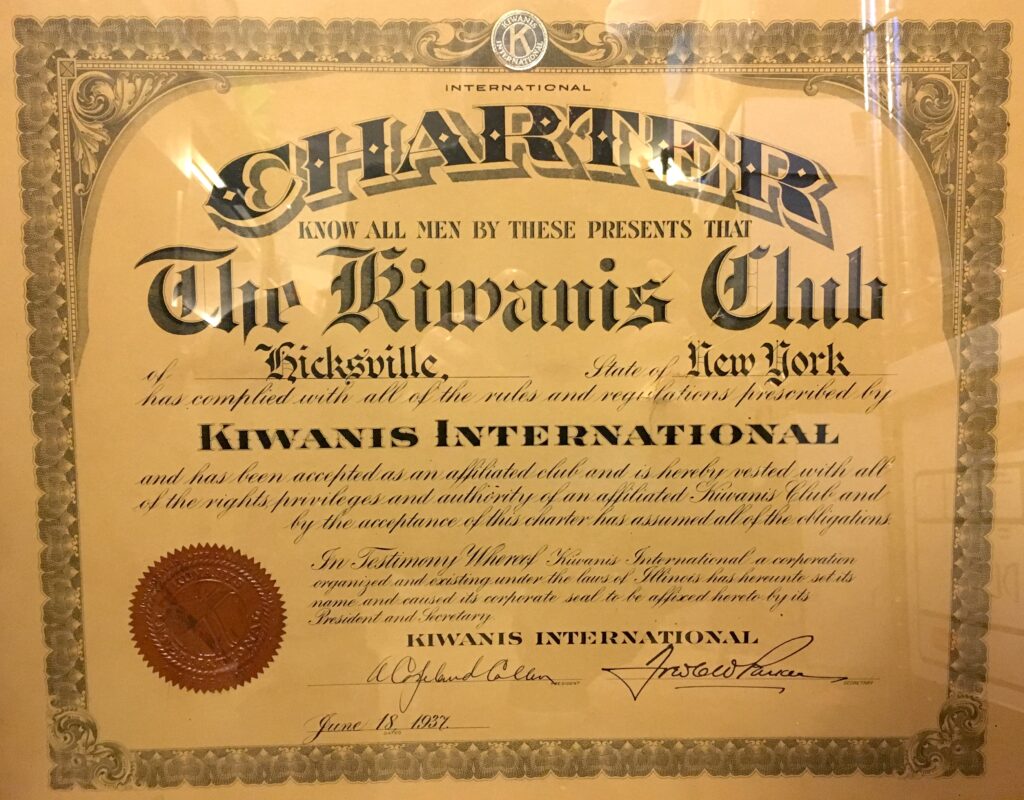 KIWANIS
K
INTERNATIONAL
INTERNATIONAL
CHARTER
KNOW ALL MEN BY THESE PRESENTS THAT
The Kiwanis Club
of Hicksville, State of New York
has complied with all of the rules and regulations prescribed by
KIWANIS INTERNATIONAL
and has been accepted as an affiliated club and is hereby vested with all
of the rights, privileges and authority of an affiliated Kiwanis Club and
by the acceptance of this charter has assumed all of the obligations.
In Testimony Whereof Kiwanis International a corporation
organized and existing under the laws of Illinois has hereunto set its
name and caused its corporate seal to be affixed hereto by its
President and Secretary.
KIWANIS INTERNATIONAL
A Copeland Callen PRESIDENT
Parker SECRETARY
June 18, 1937.
DATED